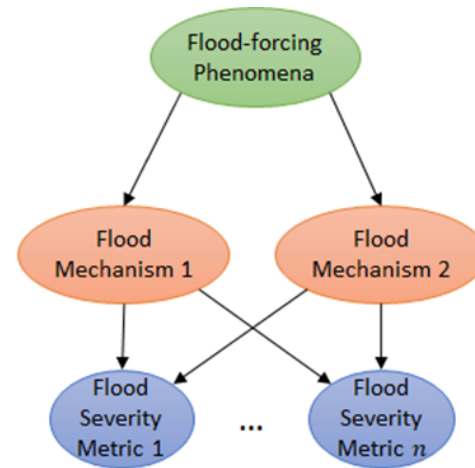 Flood-forcing
Phenomena
Flood
Mechanism 1
Flood
Mechanism 2
Flood
Severity
Metric 1
...
Flood
Severity
Metric n